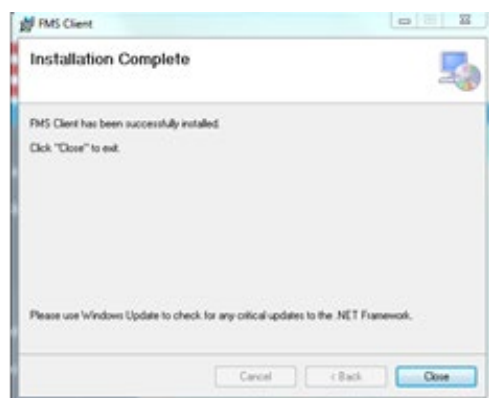 FMS Client
Installation Complete
FMS Client has been successfully installed.
Click "Close" to exit.
Please use Windows Update to check for any critical updates to the .NET Framework.
Cancel
< Back
Close